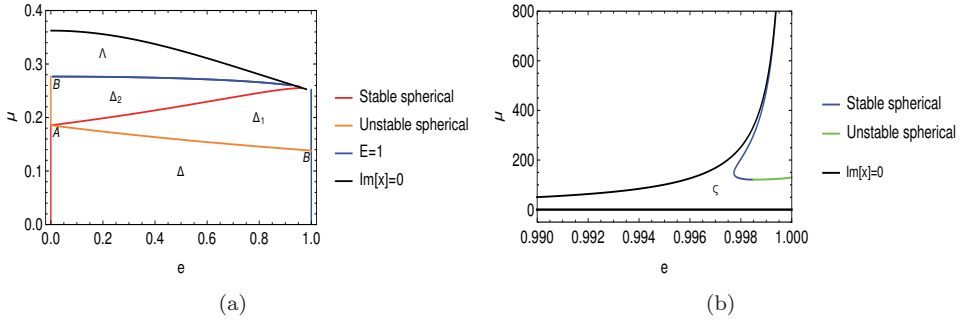 0.4
0.3
0.2
0.1
0.0
μ
Λ
B
Δ2
Δ1
A
B
Δ
0.0 0.2 0.4 0.6 0.8 1.0
e
Stable spherical
Unstable spherical
E=1
Im[x]=0
(a)
800
600
400
200
0
μ
ς
0.990 0.992 0.994 0.996 0.998 1.000
e
Stable spherical
Unstable spherical
Im[x]=0
(b)